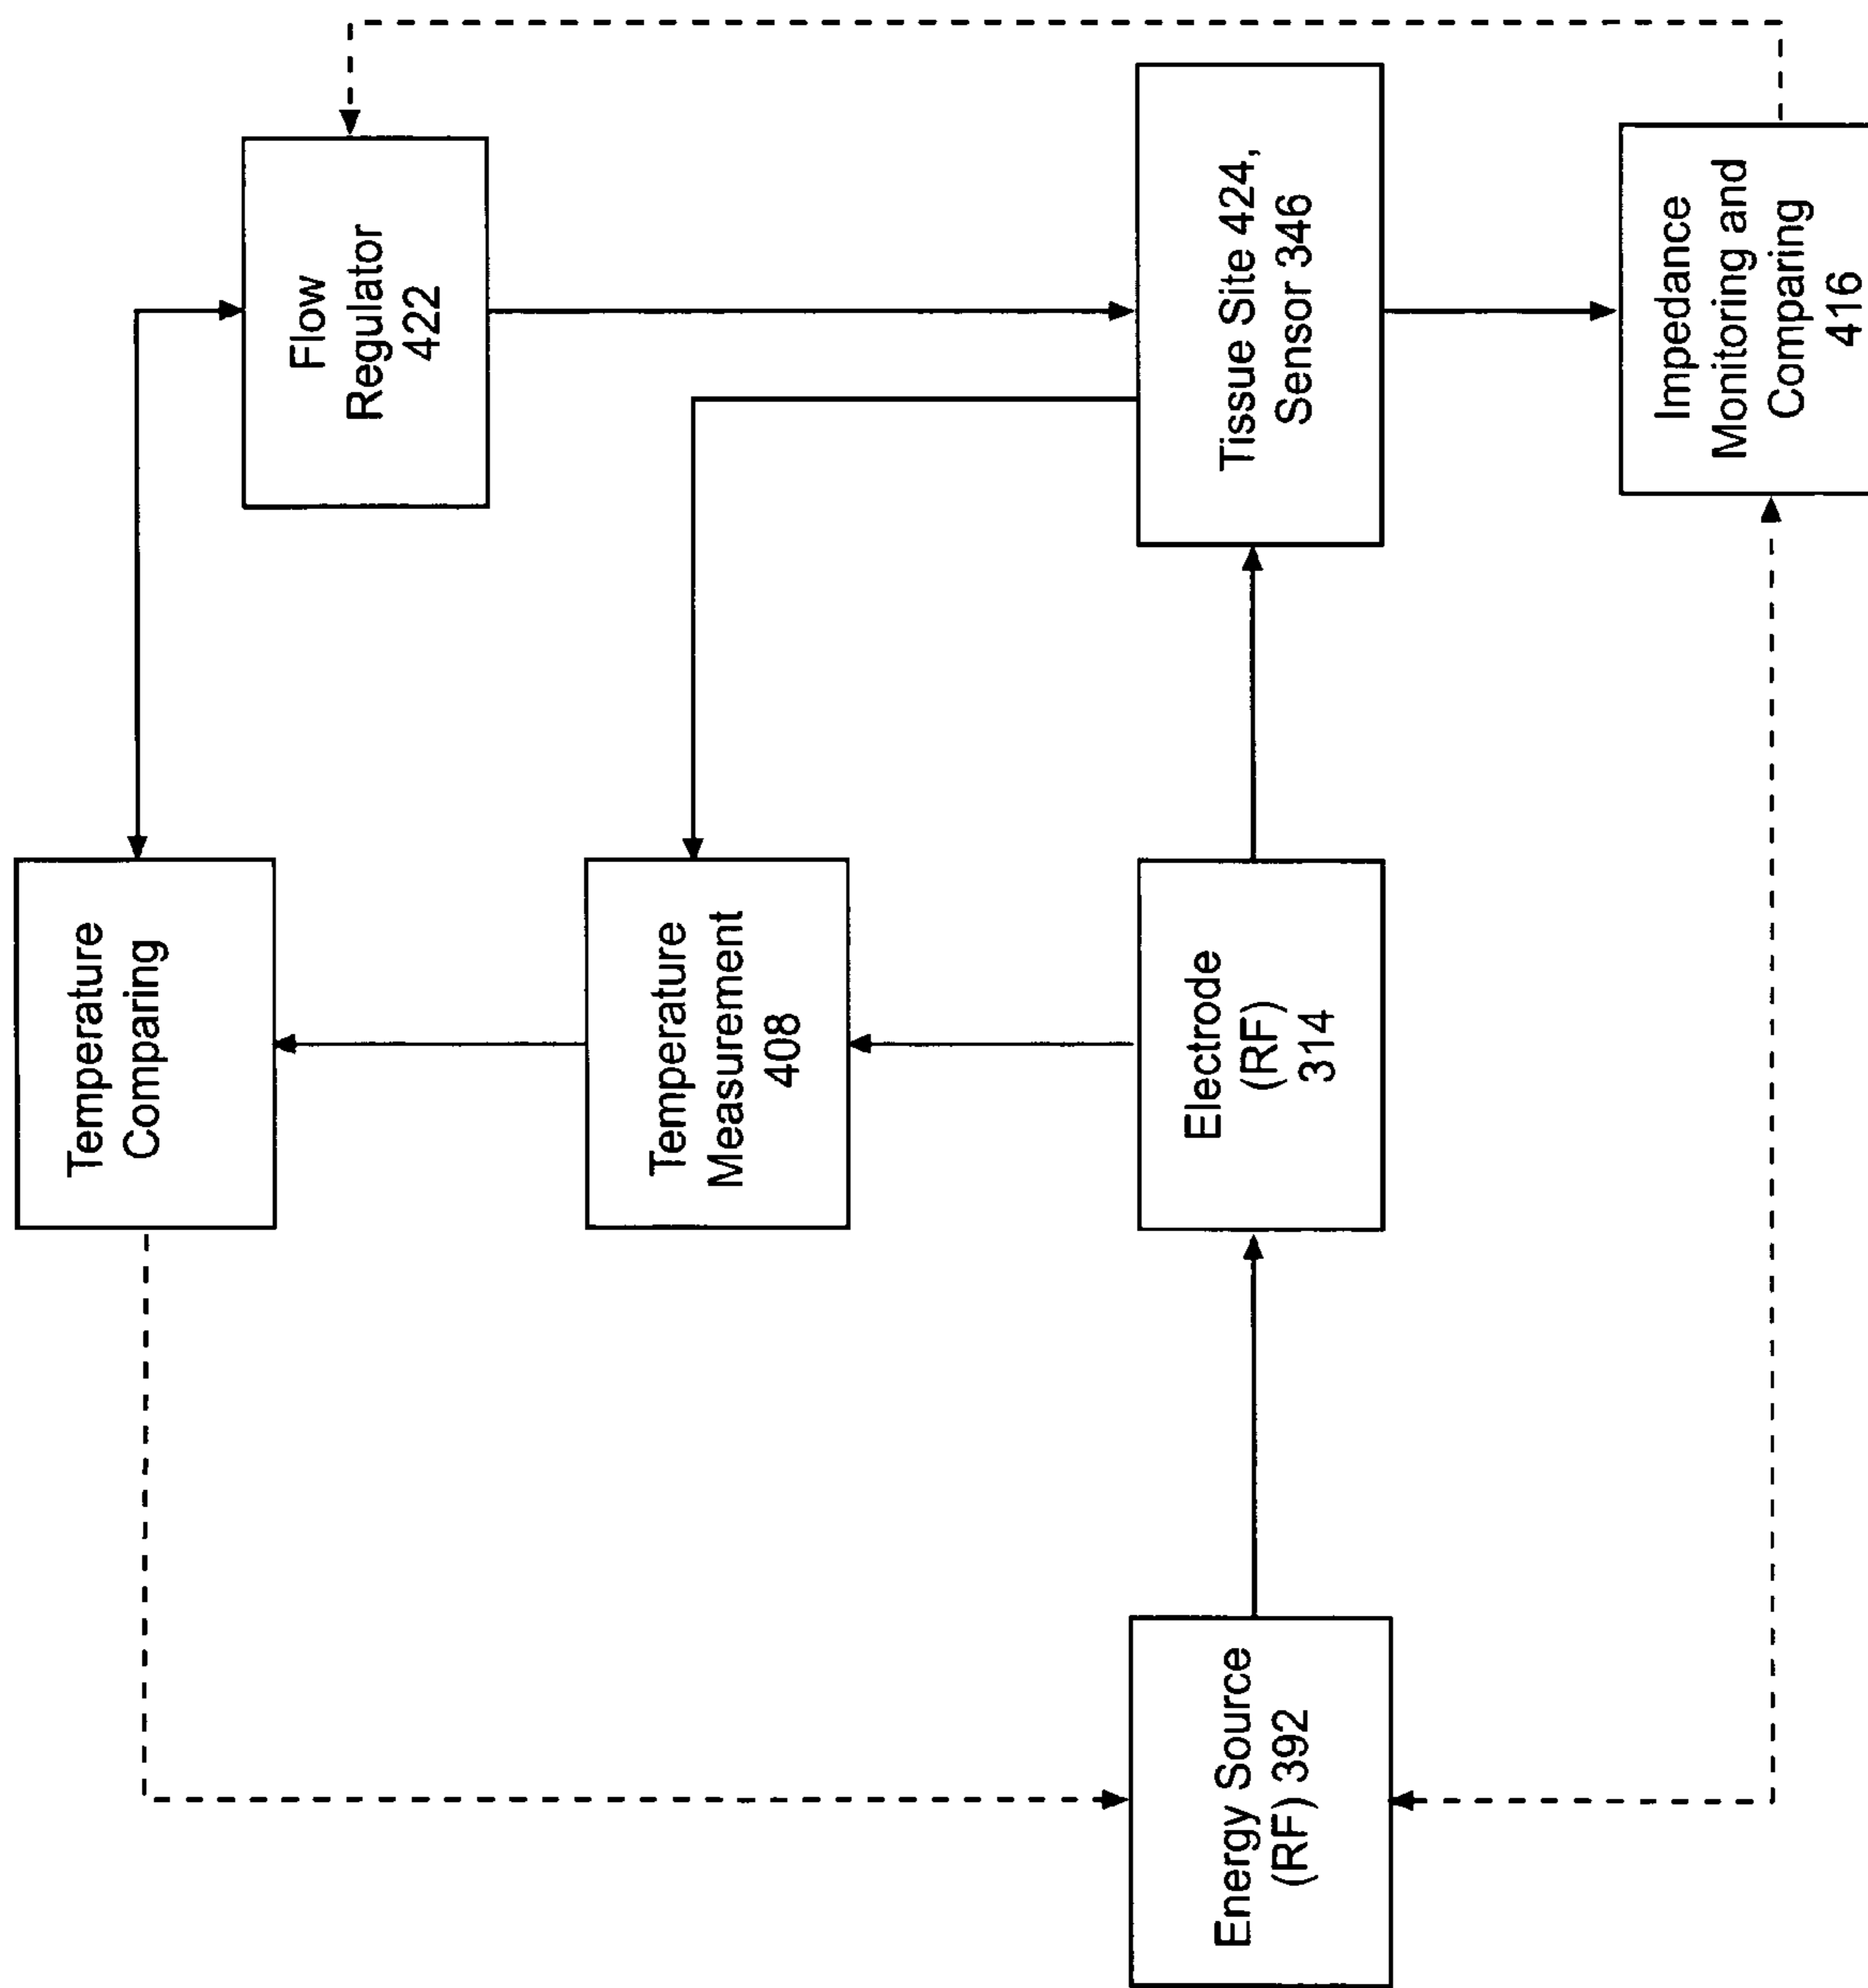 Temperature
Comparing
Flow
Regulator
422
Temperature
Measurement
408
Energy Source
(RF) 392
Electrode
(RF)
314
Tissue Site 424,
Sensor 346
Impedance
Monitoring and
Comparing
416